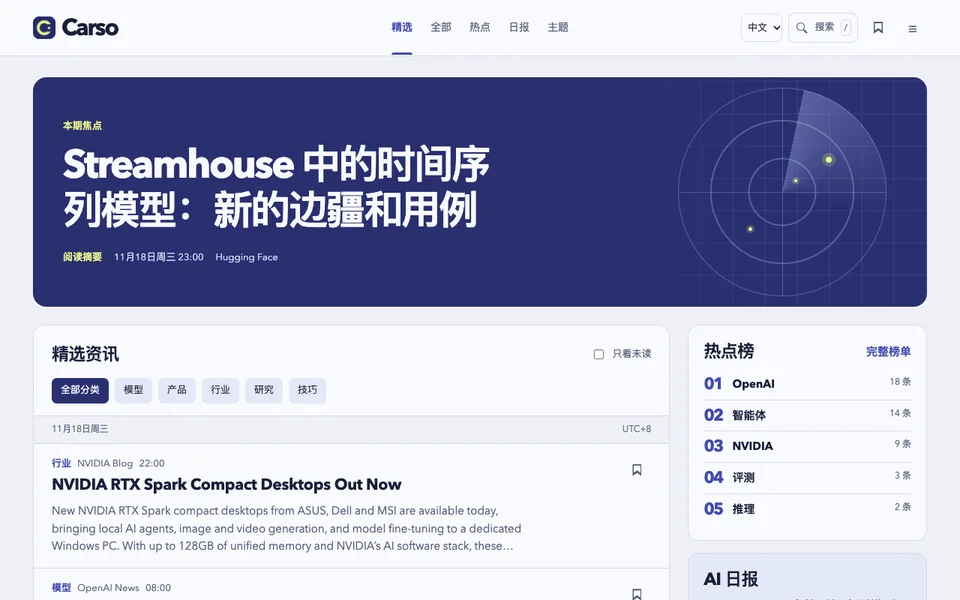 Carso
精选 全部 热点 日报 主题
中文 搜索 /
本期焦点
Streamhouse 中的时间序
列模型：新的边疆和用例
阅读摘要 11月18日周三 23:00 Hugging Face
精选资讯
只看未读
全部分类 模型 产品 行业 研究 技巧
11月18日周三 UTC+8
行业 NVIDIA Blog 22:00
NVIDIA RTX Spark Compact Desktops Out Now
New NVIDIA RTX Spark compact desktops from ASUS, Dell and MSI are available today,
bringing local AI agents, image and video generation, and model fine-tuning to a dedicated
Windows PC. With up to 128GB of unified memory and NVIDIA's AI software stack, these…
模型 OpenAI News 08:00
热点榜 完整榜单
01 OpenAI 18 条
02 智能体 14 条
03 NVIDIA 9 条
04 评测 3 条
05 推理 2 条
AI 日报